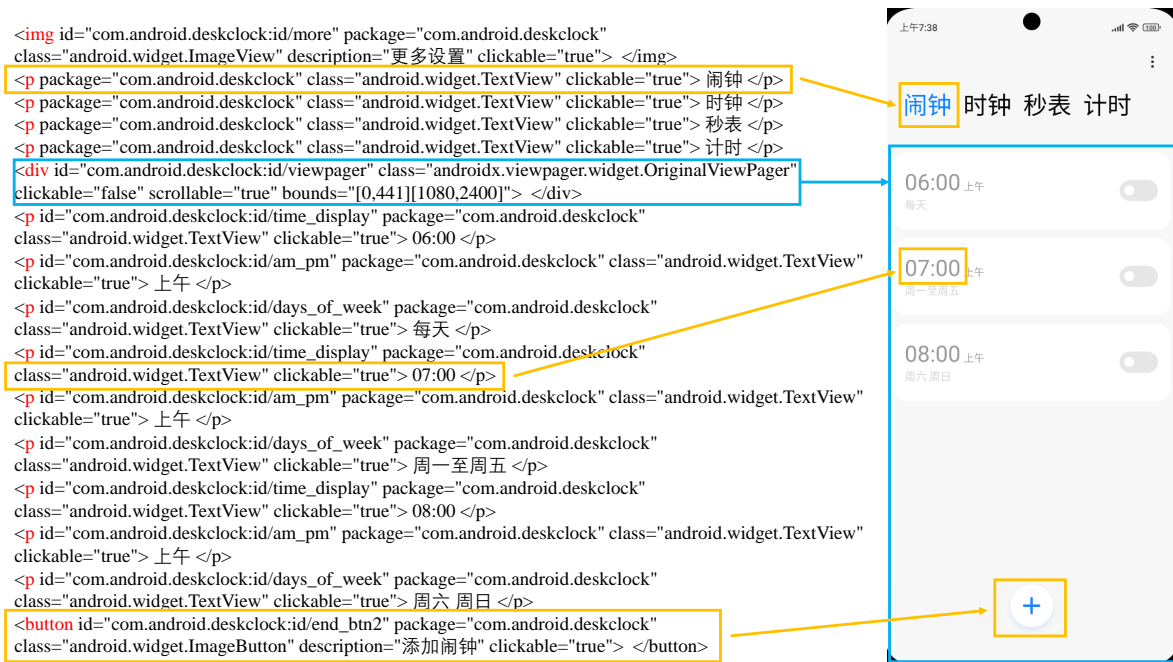 <img id="com.android.deskclock:id/more" package="com.android.deskclock"
class="android.widget.ImageView" description="更多设置" clickable="true"> </img>
<p package="com.android.deskclock" class="android.widget.TextView" clickable="true"> 闹钟 </p>
<p package="com.android.deskclock" class="android.widget.TextView" clickable="true"> 时钟 </p>
<p package="com.android.deskclock" class="android.widget.TextView" clickable="true"> 秒表 </p>
<p package="com.android.deskclock" class="android.widget.TextView" clickable="true"> 计时 </p>
<div id="com.android.deskclock:id/viewpager" class="androidx.viewpager.widget.OriginalViewPager"
clickable="false" scrollable="true" bounds="[0,441][1080,2400]"> </div>
<p id="com.android.deskclock:id/time_display" package="com.android.deskclock"
class="android.widget.TextView" clickable="true"> 06:00 </p>
<p id="com.android.deskclock:id/am_pm" package="com.android.deskclock" class="android.widget.TextView"
clickable="true"> 上午 </p>
<p id="com.android.deskclock:id/days_of_week" package="com.android.deskclock"
class="android.widget.TextView" clickable="true"> 每天 </p>
<p id="com.android.deskclock:id/time_display" package="com.android.deskclock"
class="android.widget.TextView" clickable="true"> 07:00 </p>
<p id="com.android.deskclock:id/am_pm" package="com.android.deskclock" class="android.widget.TextView"
clickable="true"> 上午 </p>
<p id="com.android.deskclock:id/days_of_week" package="com.android.deskclock"
class="android.widget.TextView" clickable="true"> 周一至周五 </p>
<p id="com.android.deskclock:id/time_display" package="com.android.deskclock"
class="android.widget.TextView" clickable="true"> 08:00 </p>
<p id="com.android.deskclock:id/am_pm" package="com.android.deskclock" class="android.widget.TextView"
clickable="true"> 上午 </p>
<p id="com.android.deskclock:id/days_of_week" package="com.android.deskclock"
class="android.widget.TextView" clickable="true"> 周六 周日 </p>
<button id="com.android.deskclock:id/end_btn2" package="com.android.deskclock"
class="android.widget.ImageButton" description="添加闹钟" clickable="true"> </button>
上午7:38 100
闹钟 时钟 秒表 计时
06:00 上午
每天
07:00 上午
周一至周五
08:00 上午
周六 周日